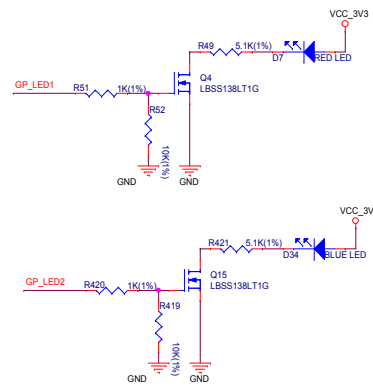 VCC_3V3
R49
5.1K(1%)
D7
RED LED
Q4
LBSS138LT1G
GP_LED1
R51
1K(1%)
R52
10K(1%)
GND
GND
VCC_3V
R421
5.1K(1%)
D34
BLUE LED
Q15
LBSS138LT1G
GP_LED2
R420
1K(1%)
R419
10K(1%)
GND
GND